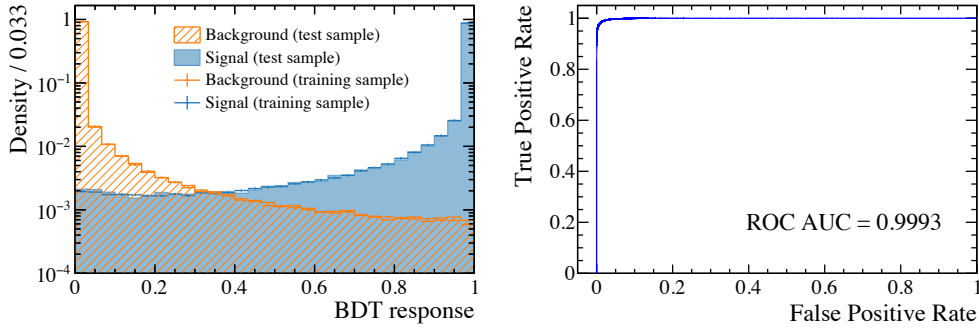 Density / 0.033
1
10⁻¹
10⁻²
10⁻³
10⁻⁴
Background (test sample)
Signal (test sample)
Background (training sample)
Signal (training sample)
0 0.2 0.4 0.6 0.8 1
BDT response
True Positive Rate
1
0.8
0.6
0.4
0.2
0
ROC AUC = 0.9993
0 0.2 0.4 0.6 0.8 1
False Positive Rate